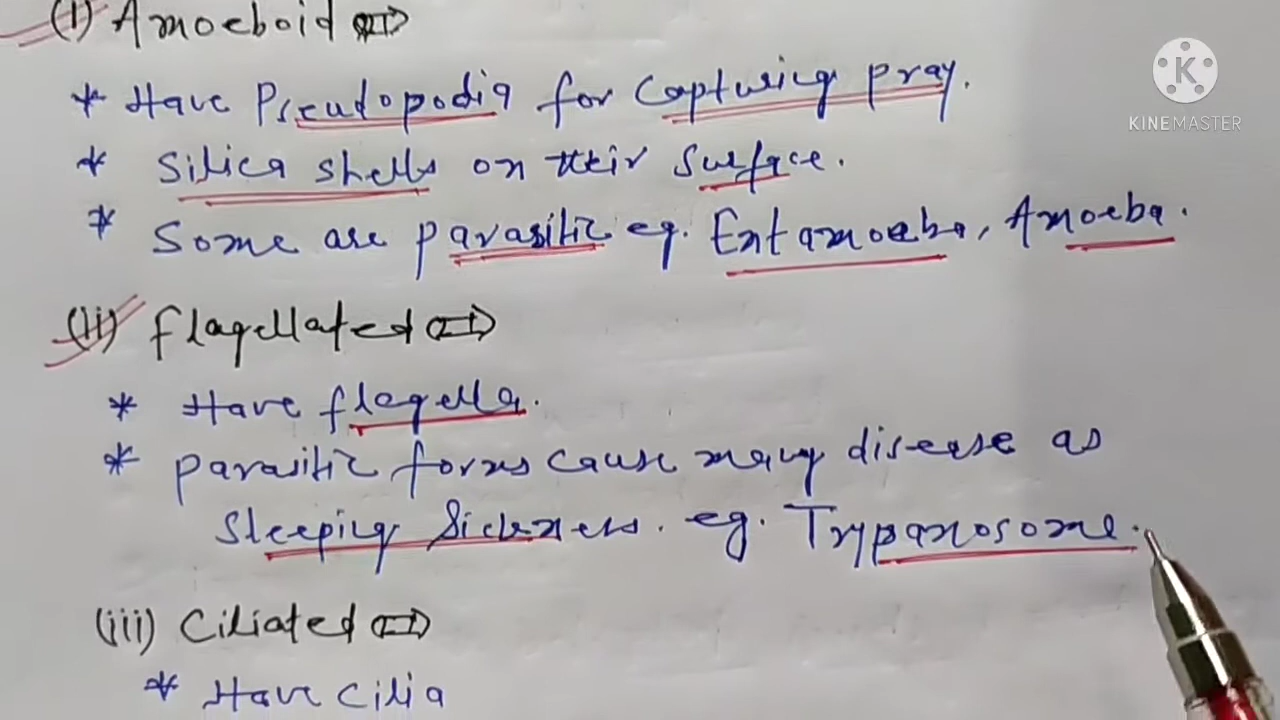 (i) Amoeboid ⇨
* Have Pseudopodia for Capturing pray.
* Silica shells on their surface.
* Some are parasitic eg. Entamoeba, Amoeba.
(ii) Flagellated ⇨
* Have flagella.
* Parasitic forms cause many disease as
Sleeping Sickness. eg. Trypanosome.
(iii) Ciliated ⇨
* Have Cilia
K
KINEMASTER